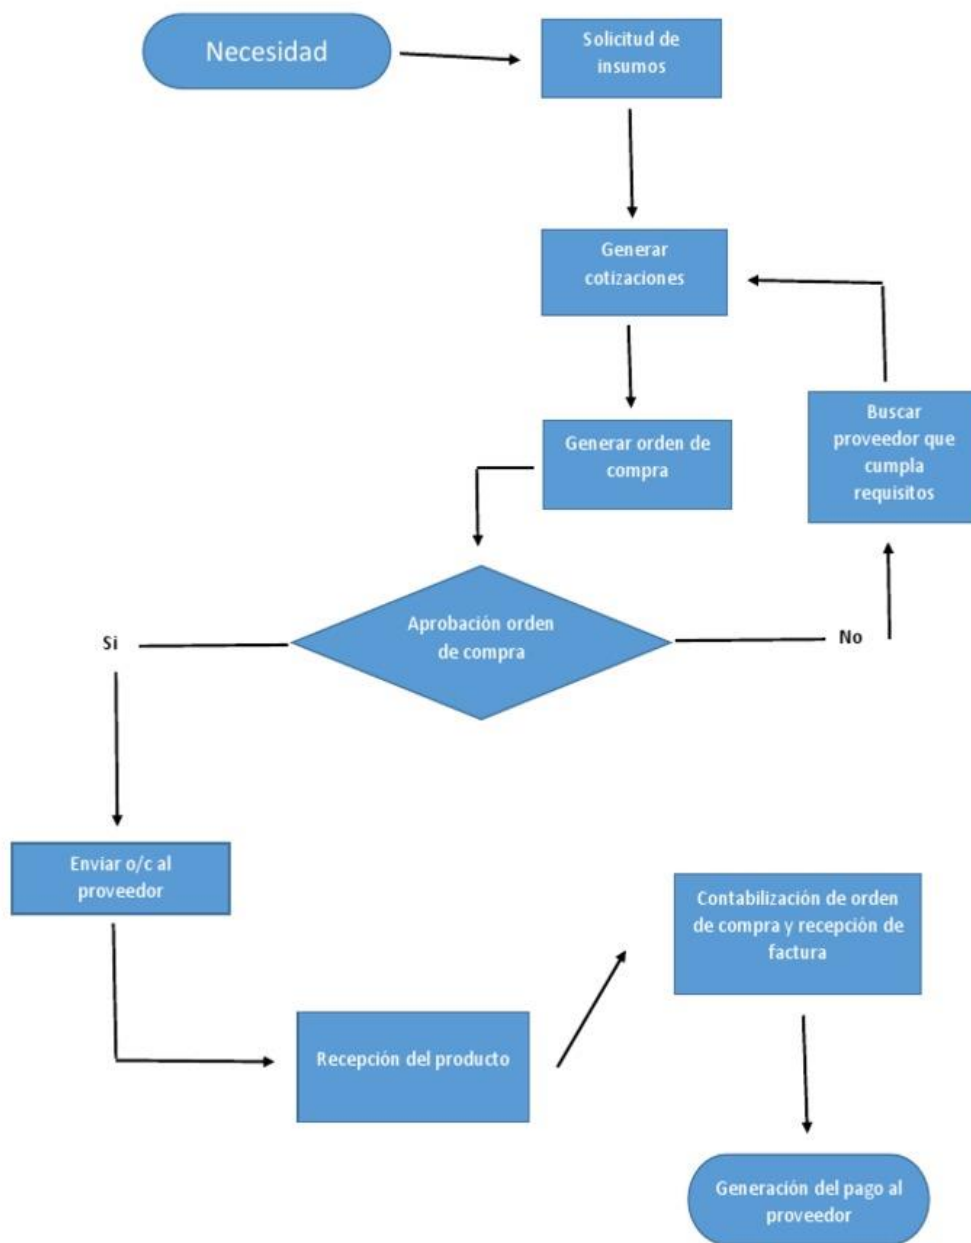 Necesidad
Solicitud de
insumos
Generar
cotizaciones
Buscar
proveedor que
cumpla
requisitos
Generar orden de
compra
Aprobación orden
de compra
Si
No
Enviar o/c al
proveedor
Contabilización de orden
de compra y recepción de
factura
Recepción del producto
Generación del pago al
proveedor